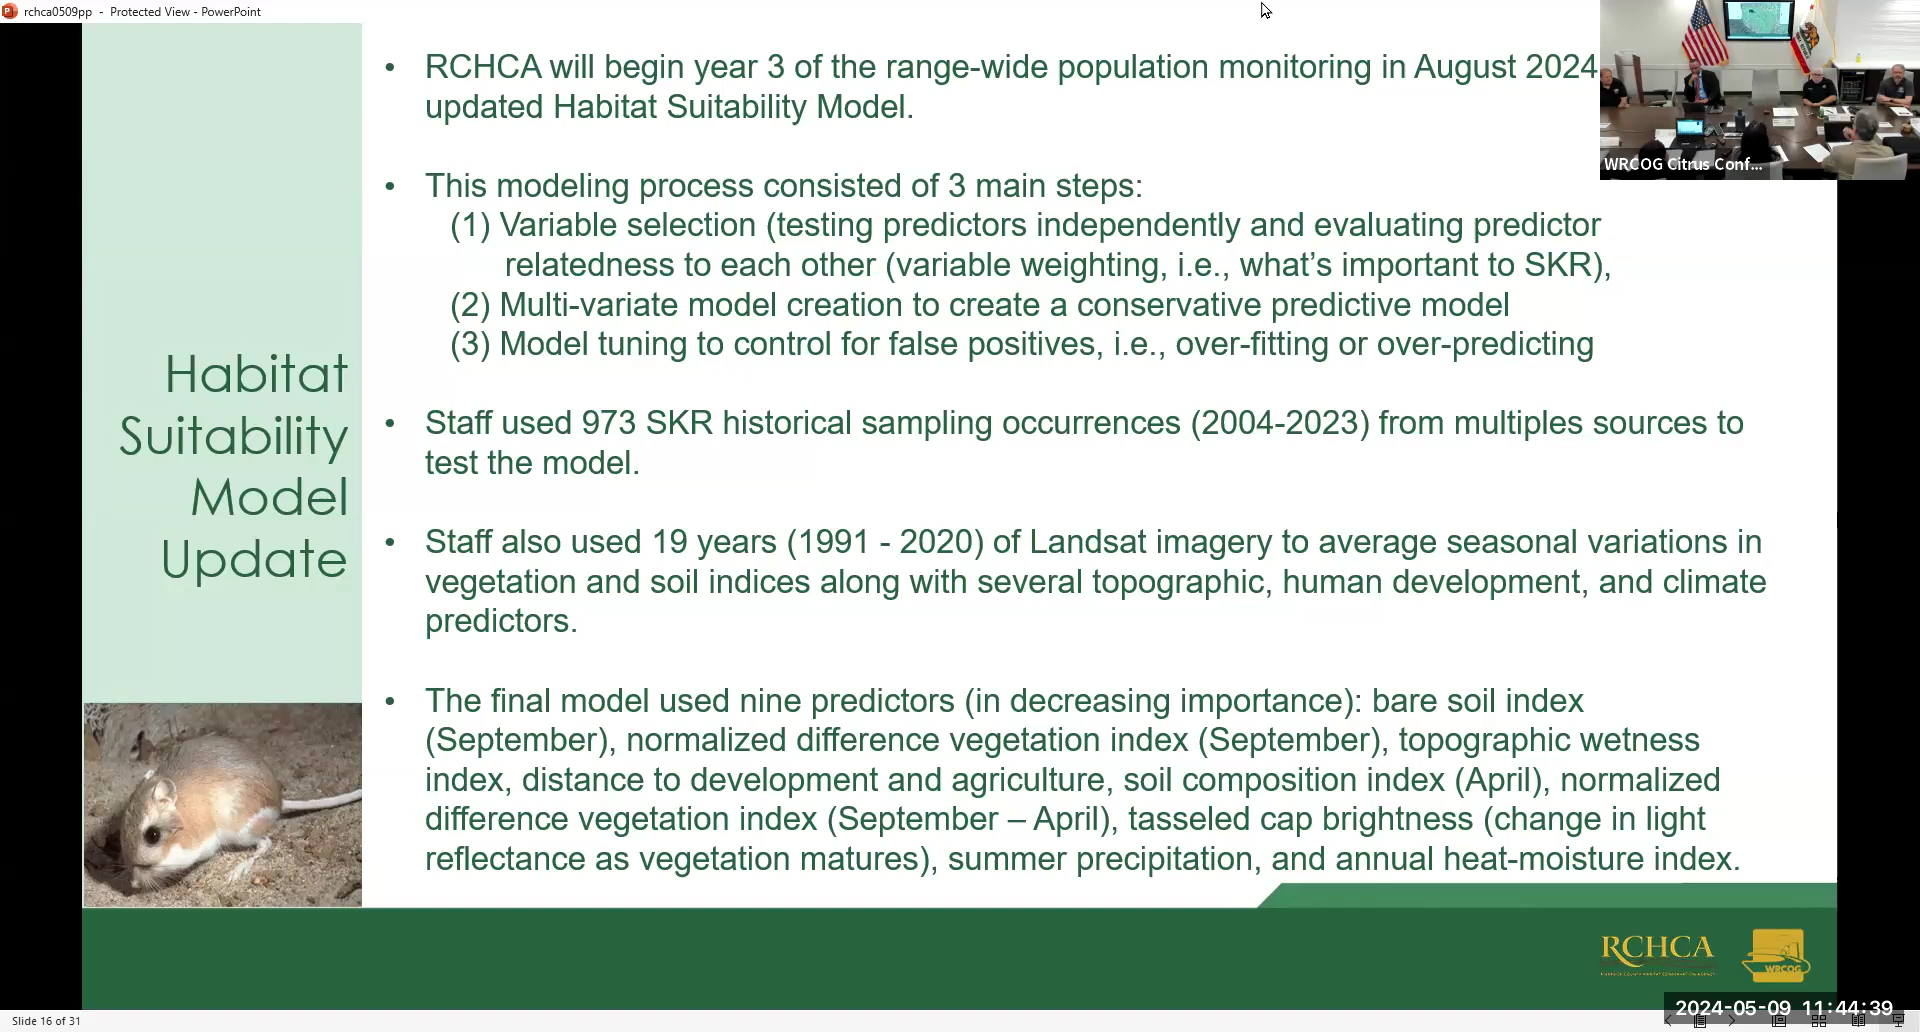 rchca0509pp - Protected View - PowerPoint
Habitat
Suitability
Model
Update
• RCHCA will begin year 3 of the range-wide population monitoring in August 2024
updated Habitat Suitability Model.
• This modeling process consisted of 3 main steps:
(1) Variable selection (testing predictors independently and evaluating predictor
relatedness to each other (variable weighting, i.e., what's important to SKR),
(2) Multi-variate model creation to create a conservative predictive model
(3) Model tuning to control for false positives, i.e., over-fitting or over-predicting
• Staff used 973 SKR historical sampling occurrences (2004-2023) from multiples sources to
test the model.
• Staff also used 19 years (1991 - 2020) of Landsat imagery to average seasonal variations in
vegetation and soil indices along with several topographic, human development, and climate
predictors.
• The final model used nine predictors (in decreasing importance): bare soil index
(September), normalized difference vegetation index (September), topographic wetness
index, distance to development and agriculture, soil composition index (April), normalized
difference vegetation index (September – April), tasseled cap brightness (change in light
reflectance as vegetation matures), summer precipitation, and annual heat-moisture index.
WRCOG Citrus Conf...
RCHCA
RIVERSIDE COUNTY HABITAT CONSERVATION AGENCY
WRCOG
2024-05-09 11:44:39
Slide 16 of 31